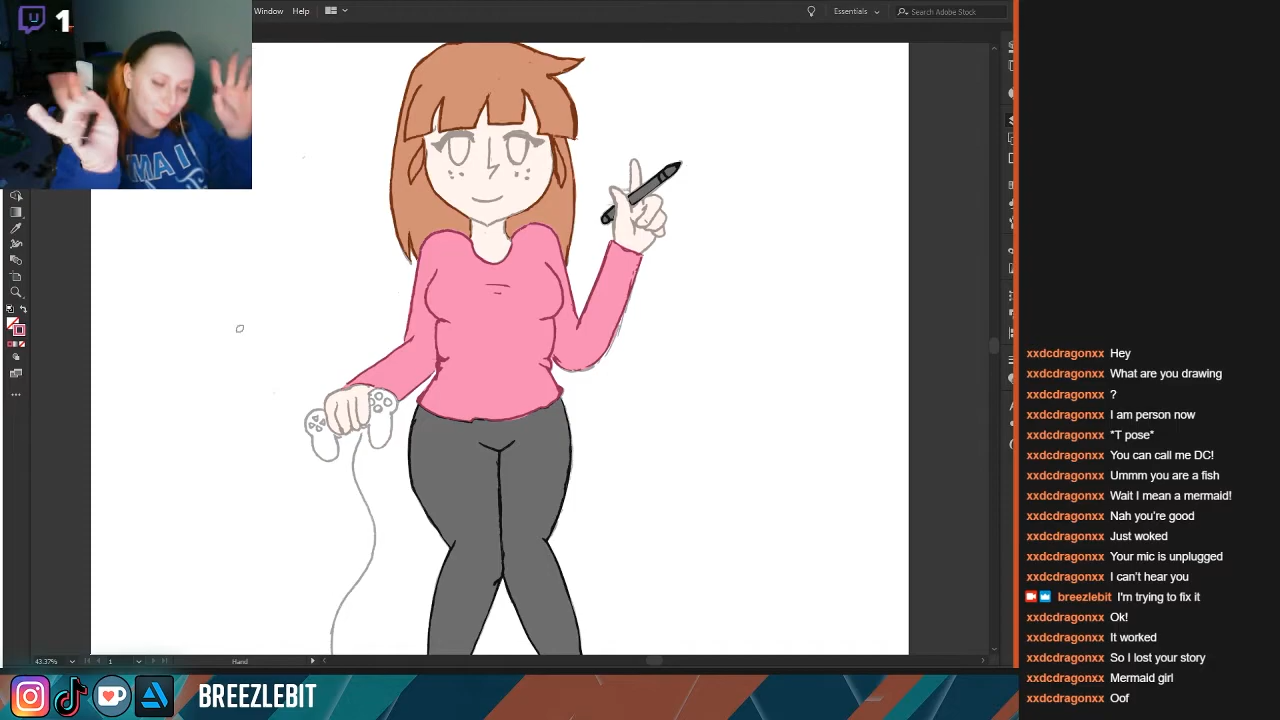 1
Window Help
Essentials
Search Adobe Stock
MAI
43.37%
1
Hand
BREEZLEBIT
xxdcdragonxx Hey
xxdcdragonxx What are you drawing
xxdcdragonxx ?
xxdcdragonxx I am person now
xxdcdragonxx *T pose*
xxdcdragonxx You can call me DC!
xxdcdragonxx Ummm you are a fish
xxdcdragonxx Wait I mean a mermaid!
xxdcdragonxx Nah you're good
xxdcdragonxx Just woked
xxdcdragonxx Your mic is unplugged
xxdcdragonxx I can't hear you
breezlebit I'm trying to fix it
xxdcdragonxx Ok!
xxdcdragonxx It worked
xxdcdragonxx So I lost your story
xxdcdragonxx Mermaid girl
xxdcdragonxx Oof